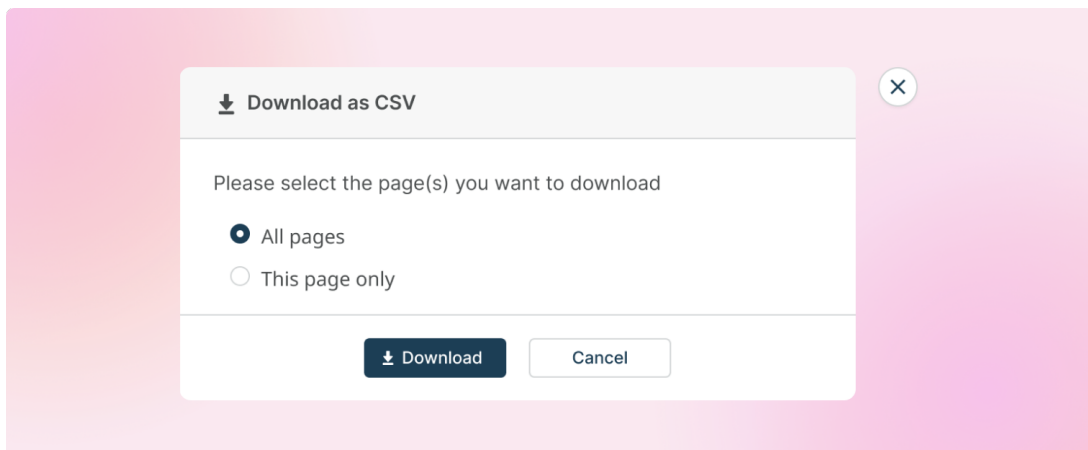 Download as CSV
Please select the page(s) you want to download
All pages
This page only
Download
Cancel